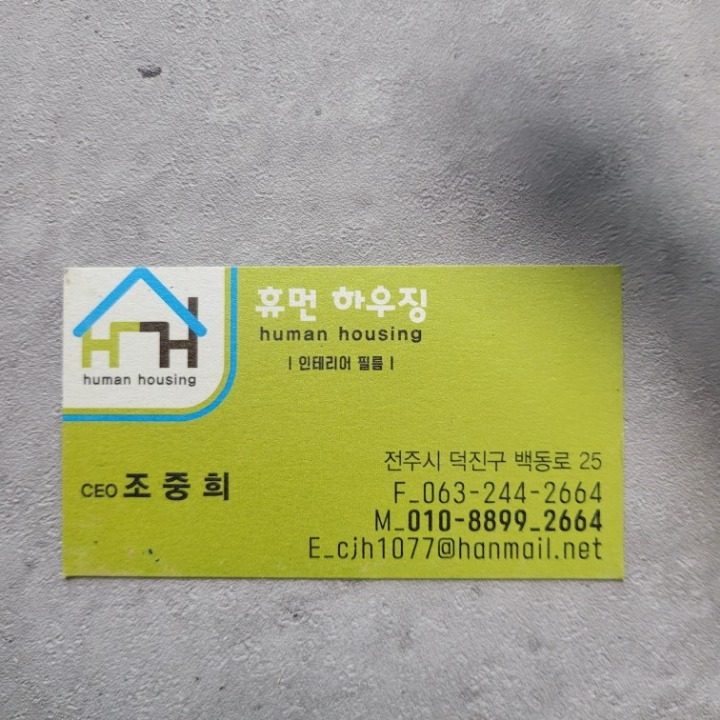 human housing
휴먼 하우징
human housing
| 인테리어 필름 |
CEO 조중희
전주시 덕진구 백동로 25
F_063-244-2664
M_010-8899_2664
E_cjh1077@hanmail.net